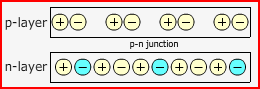 p-layer + − + − + − + −
p-n junction
n-layer + − + − + − + − + −